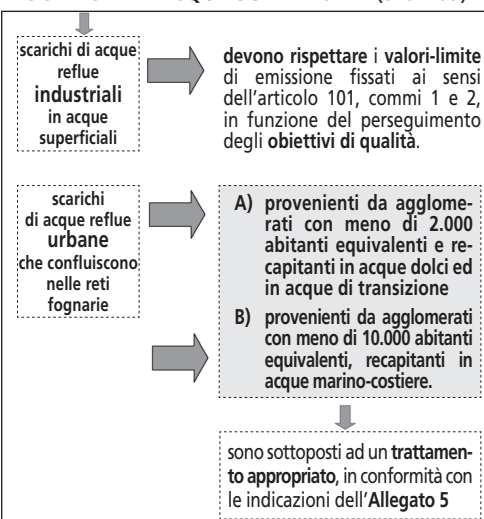 scarichi di acque
reflue
industriali
in acque
superficiali
devono rispettare i valori-limite
di emissione fissati ai sensi
dell'articolo 101, commi 1 e 2,
in funzione del perseguimento
degli obiettivi di qualità.
scarichi
di acque reflue
urbane
che confluiscono
nelle reti
fognarie
A) provenienti da agglome-
rati con meno di 2.000
abitanti equivalenti e re-
capitanti in acque dolci ed
in acque di transizione
B) provenienti da agglomerati
con meno di 10.000 abitanti
equivalenti, recapitanti in
acque marino-costiere.
sono sottoposti ad un trattamen-
to appropriato, in conformità con
le indicazioni dell'Allegato 5